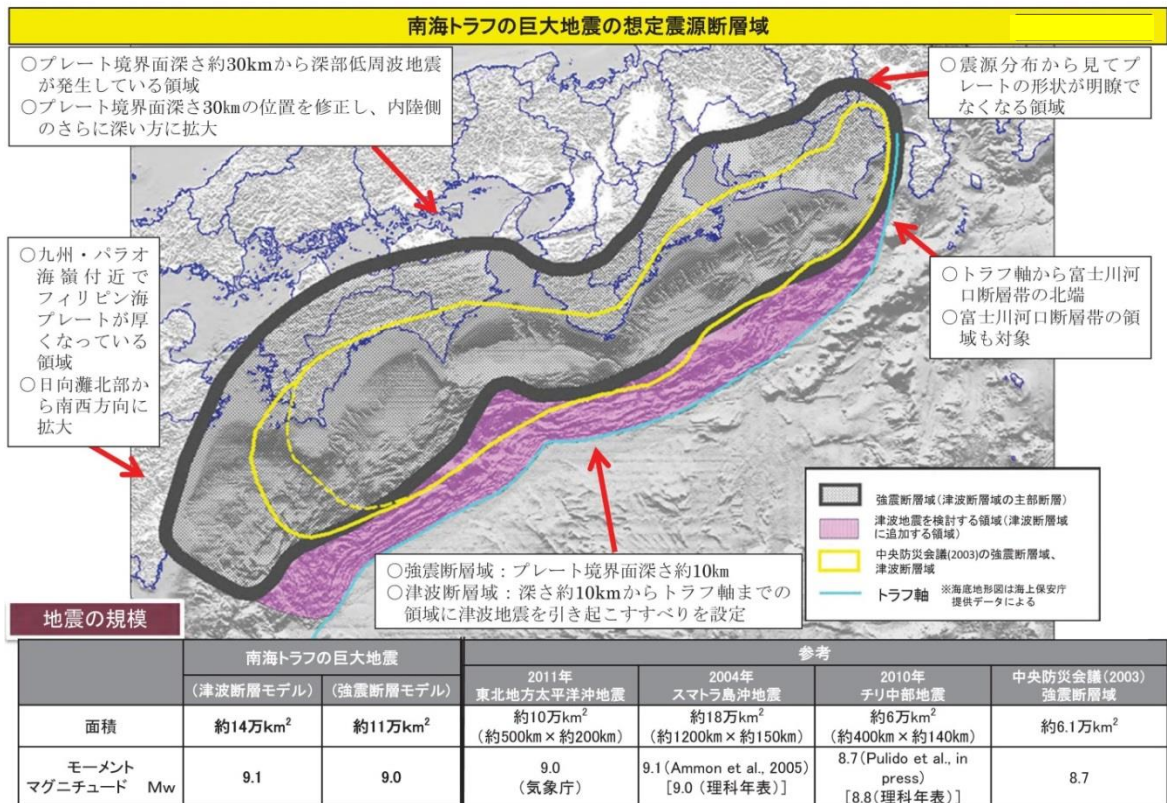 南海トラフの巨大地震の想定震源断層域
○プレート境界面深さ約30kmから深部低周波地震
が発生している領域
○プレート境界面深さ30㎞の位置を修正し、内陸側
のさらに深い方に拡大
○震源分布から見てプ
レートの形状が明瞭で
なくなる領域
○九州・パラオ
海嶺付近で
フィリピン海
プレートが厚
くなっている
領域
○日向灘北部か
ら南西方向に
拡大
○トラフ軸から富士川河
口断層帯の北端
○富士川河口断層帯の領
域も対象
○強震断層域：プレート境界面深さ約10㎞
○津波断層域：深さ約10kmからトラフ軸までの
領域に津波地震を引き起こすすべりを設定
強震断層域(津波断層域の主部断層)
津波地震を検討する領域(津波断層域
に追加する領域)
中央防災会議(2003)の強震断層域、
津波断層域
トラフ軸
※海底地形図は海上保安庁
提供データによる
地震の規模
南海トラフの巨大地震
参考
(津波断層モデル)
(強震断層モデル)
2011年
東北地方太平洋沖地震
2004年
スマトラ島沖地震
2010年
チリ中部地震
中央防災会議(2003)
強震断層域
面積
約14万km²
約11万km²
約10万km²
(約500km×約200km)
約18万km²
(約1200km×約150km)
約6万km²
(約400km×約140km)
約6.1万km²
モーメント
マグニチュード Mw
9.1
9.0
9.0
(気象庁)
9.1(Ammon et al., 2005)
[9.0 (理科年表)]
8.7(Pulido et al., in
press)
[8.8(理科年表)]
8.7